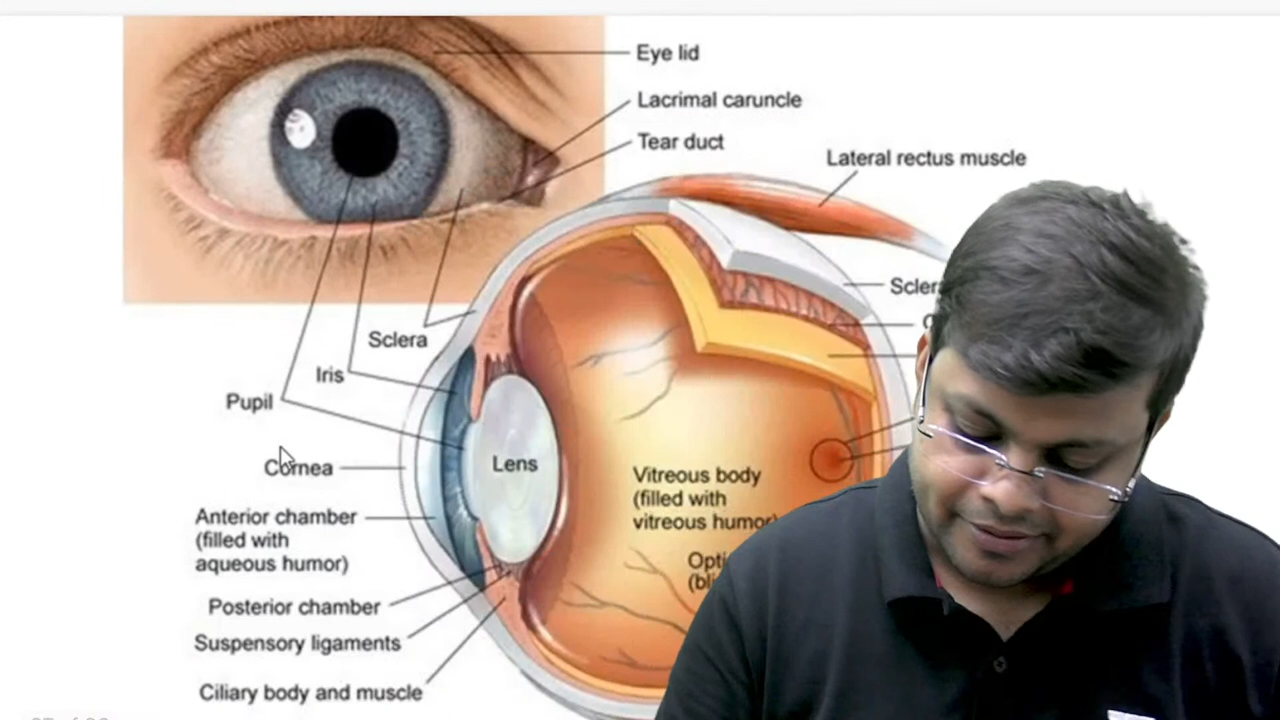 Eye lid
Lacrimal caruncle
Tear duct
Lateral rectus muscle
Sclera
Iris
Pupil
Cornea
Lens
Anterior chamber
(filled with
aqueous humor)
Posterior chamber
Suspensory ligaments
Ciliary body and muscle
Vitreous body
(filled with
vitreous humor)